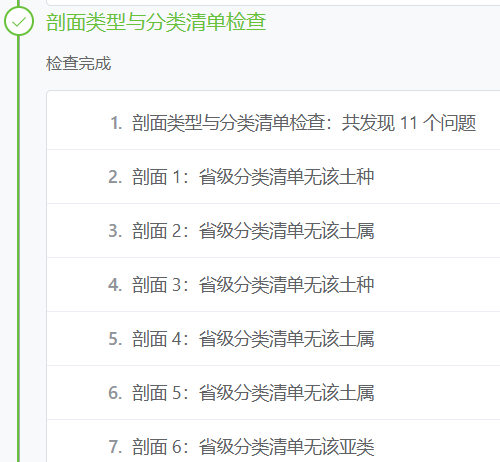 剖面类型与分类清单检查
检查完成
1. 剖面类型与分类清单检查：共发现 11 个问题
2. 剖面 1：省级分类清单无该土种
3. 剖面 2：省级分类清单无该土属
4. 剖面 3：省级分类清单无该土种
5. 剖面 4：省级分类清单无该土属
6. 剖面 5：省级分类清单无该土属
7. 剖面 6：省级分类清单无该亚类